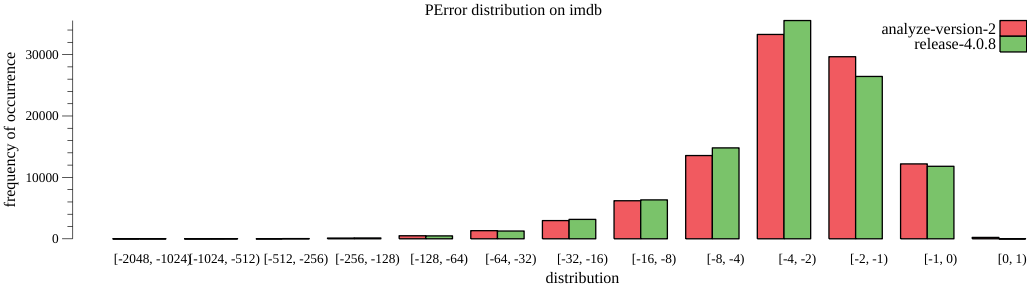 PError distribution on imdb
analyze-version-2
release-4.0.8
frequency of occurrence
30000
20000
10000
0
[-2048, -1024) [-1024, -512) [-512, -256) [-256, -128) [-128, -64) [-64, -32) [-32, -16) [-16, -8) [-8, -4) [-4, -2) [-2, -1) [-1, 0) [0, 1)
distribution